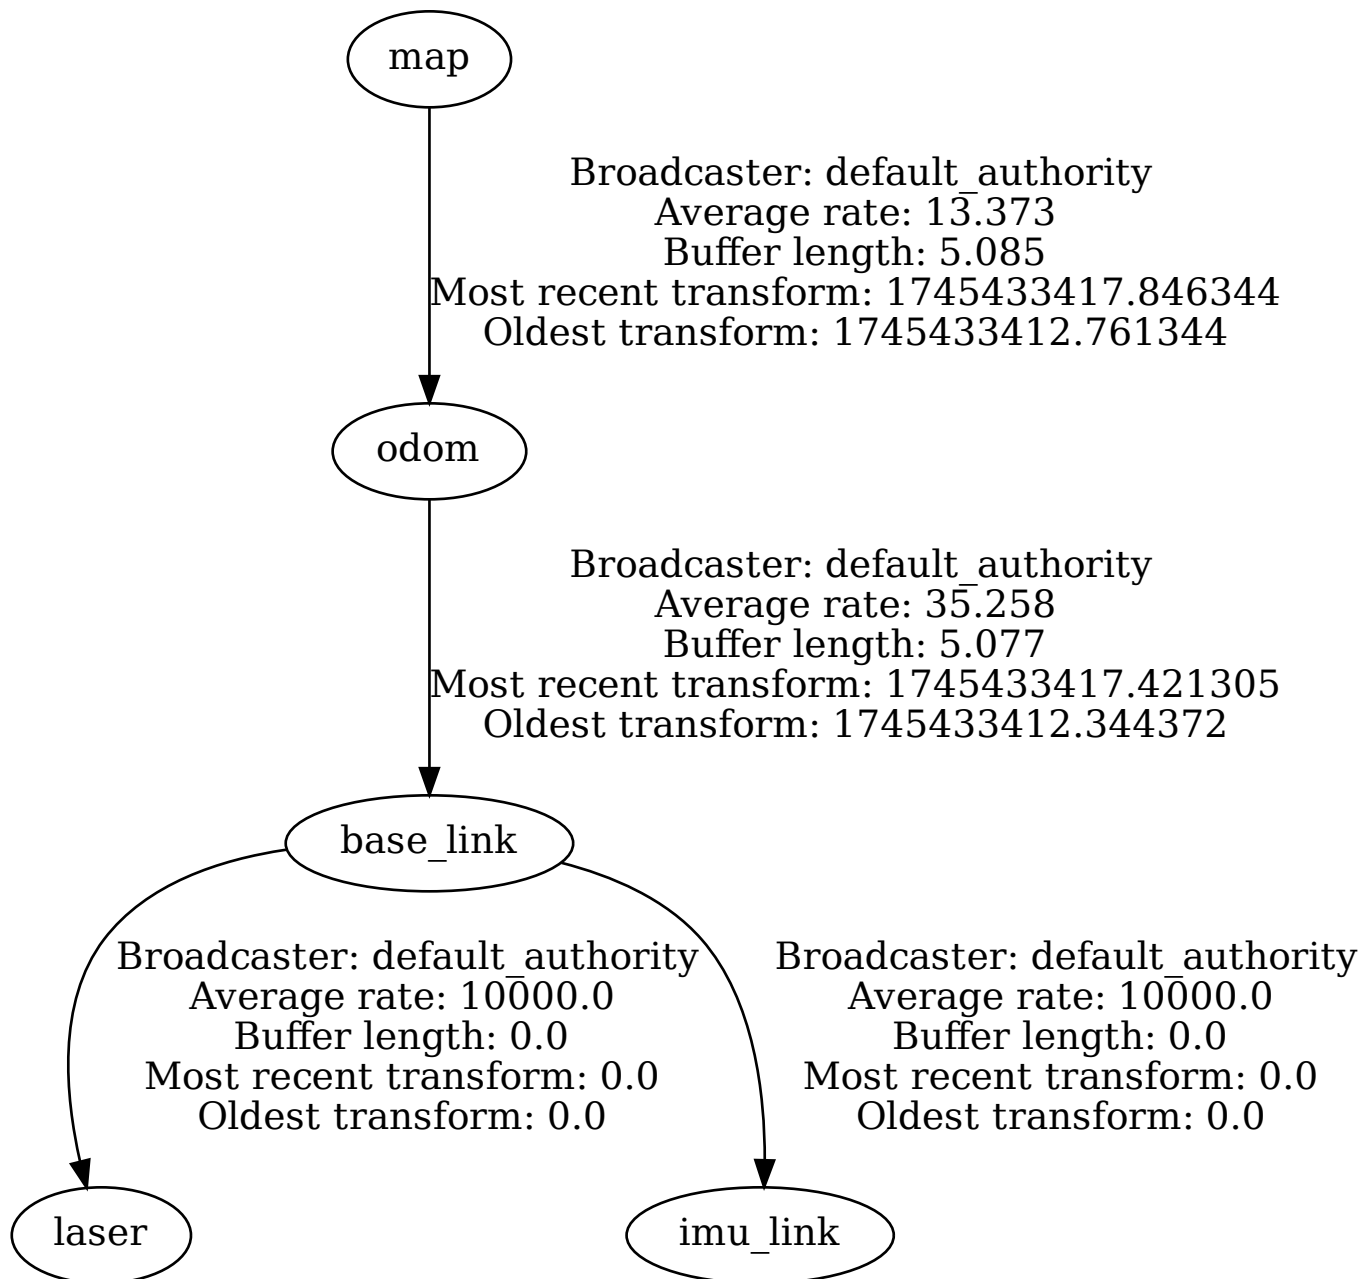 map
Broadcaster: default_authority
Average rate: 13.373
Buffer length: 5.085
Most recent transform: 1745433417.846344
Oldest transform: 1745433412.761344
odom
Broadcaster: default_authority
Average rate: 35.258
Buffer length: 5.077
Most recent transform: 1745433417.421305
Oldest transform: 1745433412.344372
base_link
Broadcaster: default_authority
Average rate: 10000.0
Buffer length: 0.0
Most recent transform: 0.0
Oldest transform: 0.0
Broadcaster: default_authority
Average rate: 10000.0
Buffer length: 0.0
Most recent transform: 0.0
Oldest transform: 0.0
laser
imu_link